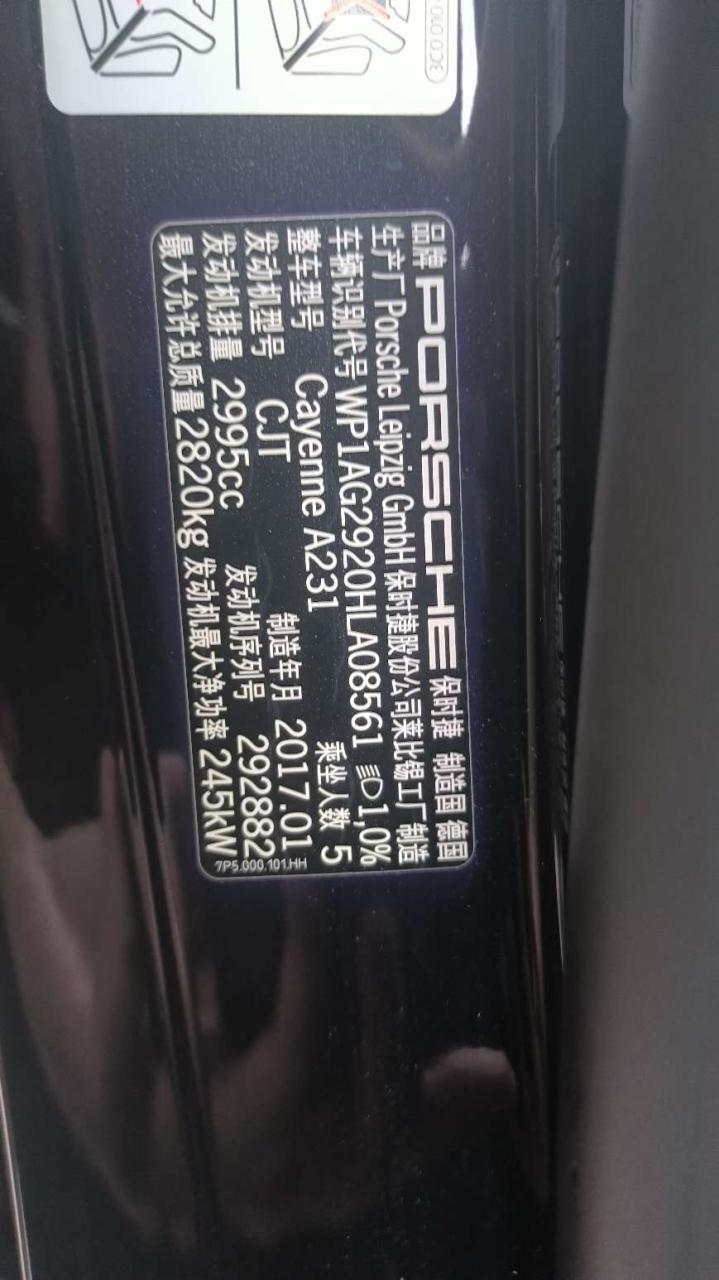 3C0 010
品牌 PORSCHE 保时捷 制造国 德国
生产厂 Porsche Leipzig GmbH 保时捷股份公司莱比锡工厂 制造
车辆识别代号 WP1AG2920HLA08561 1,0%
整车型号 Cayenne A231 乘坐人数 5
发动机型号 CJT 制造年月 2017.01
发动机排量 2995cc 发动机序列号 292882
最大允许总质量 2820kg 发动机最大净功率 245kW
7P5.000.101.HH